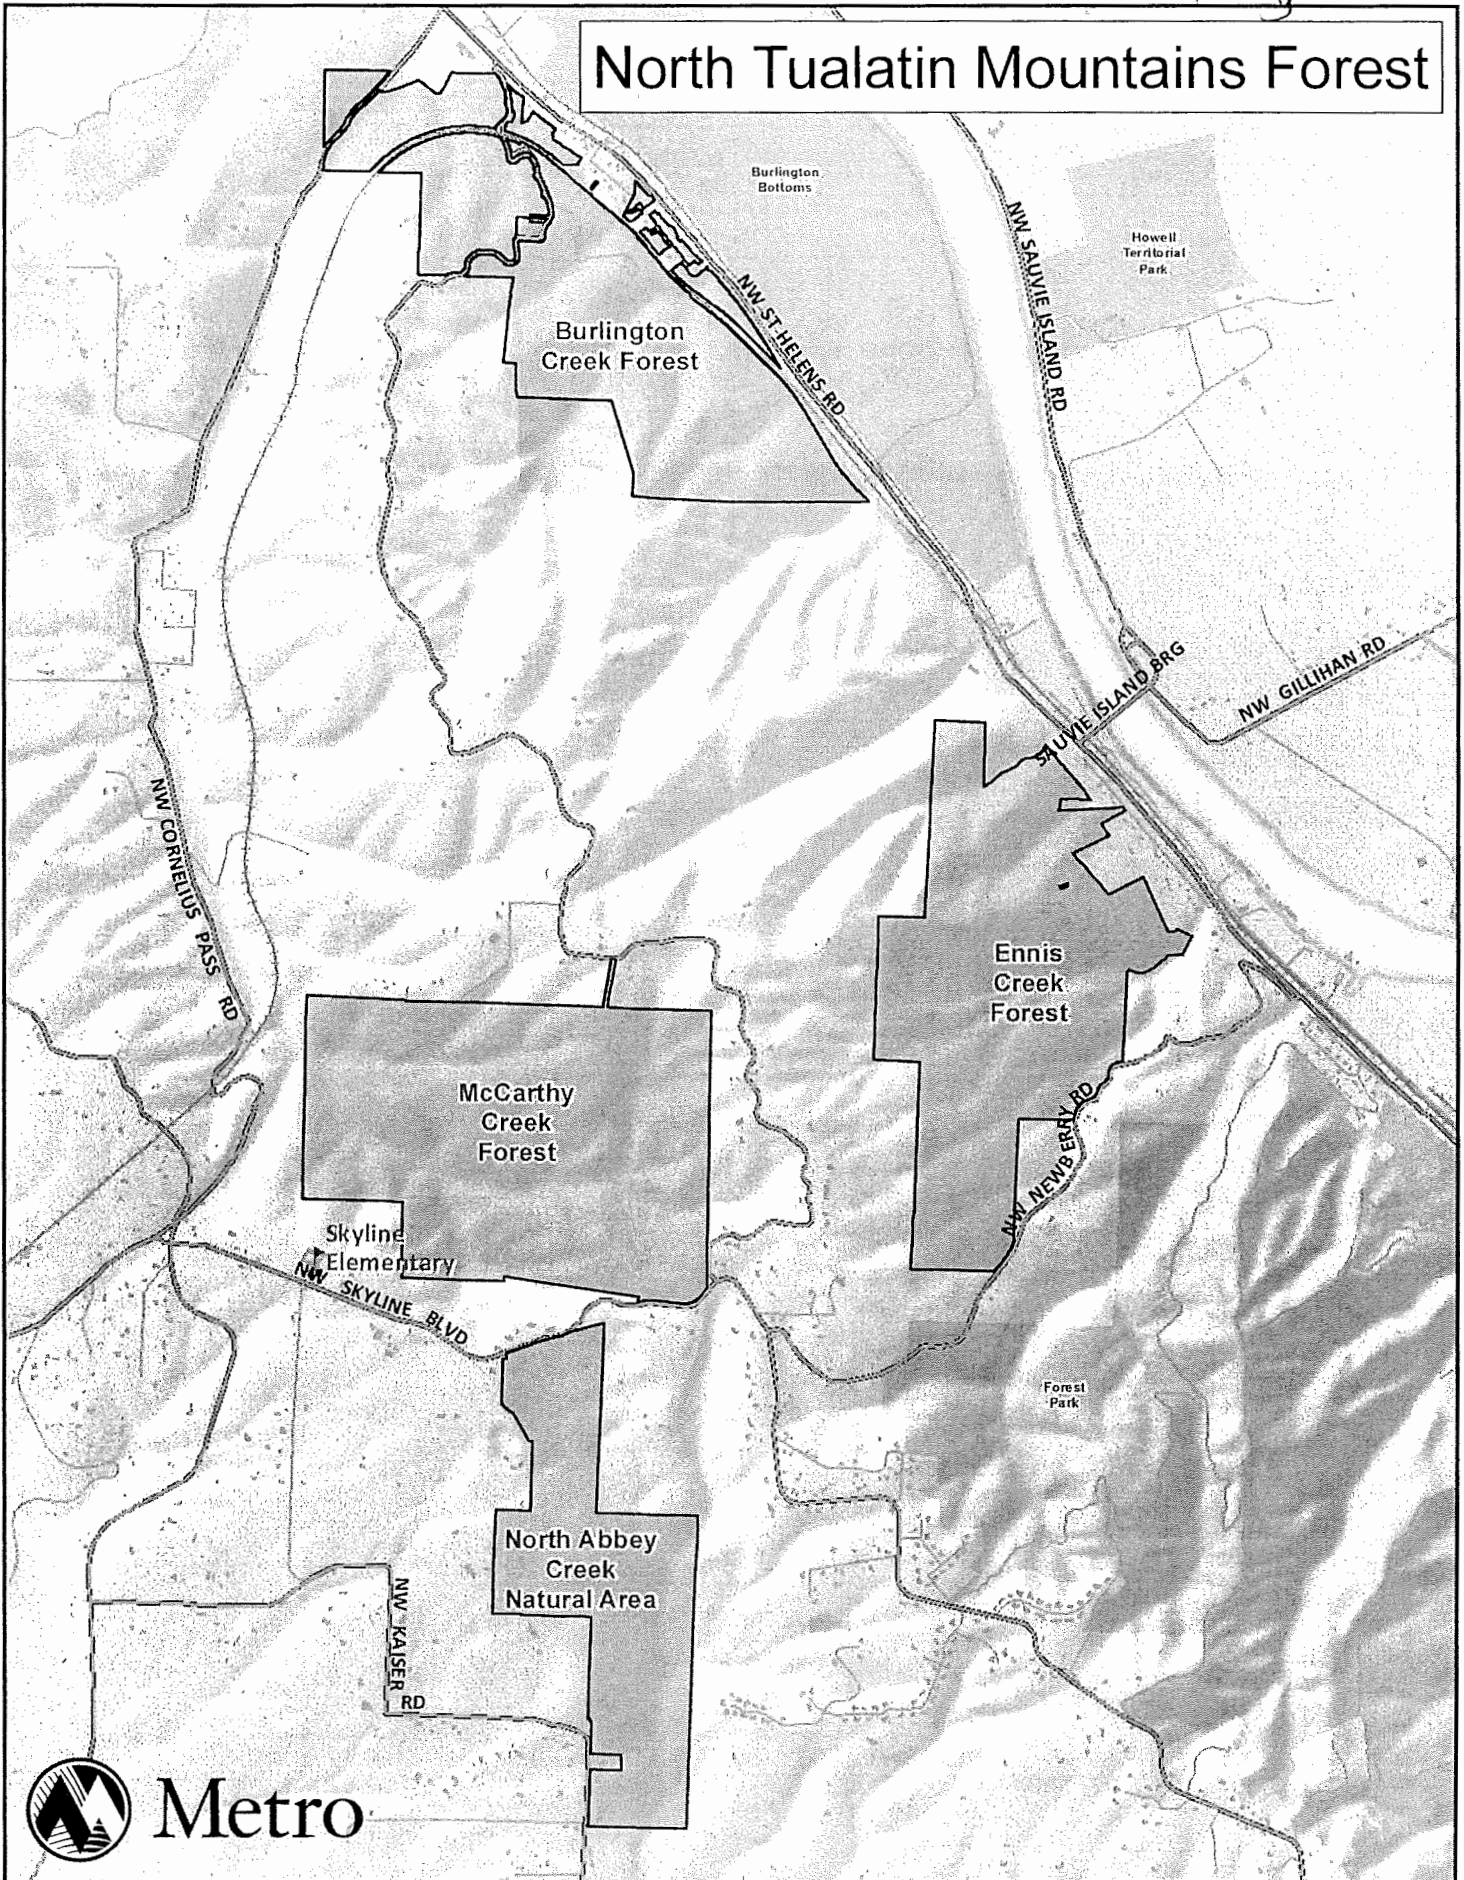 North Tualatin Mountains Forest
Burlington
Bottoms
NW SAUVIE ISLAND RD
Howell
Territorial
Park
NW ST HELENS RD
Burlington
Creek Forest
SAUVIE ISLAND BRG
NW GILLIHAN RD
NW CORNELIUS PASS RD
Ennis
Creek
Forest
McCarthy
Creek
Forest
NW NEWBERRY RD
Skyline
Elementary
NW SKYLINE BLVD
Forest
Park
North Abbey
Creek
Natural Area
NW KAISER RD
Metro